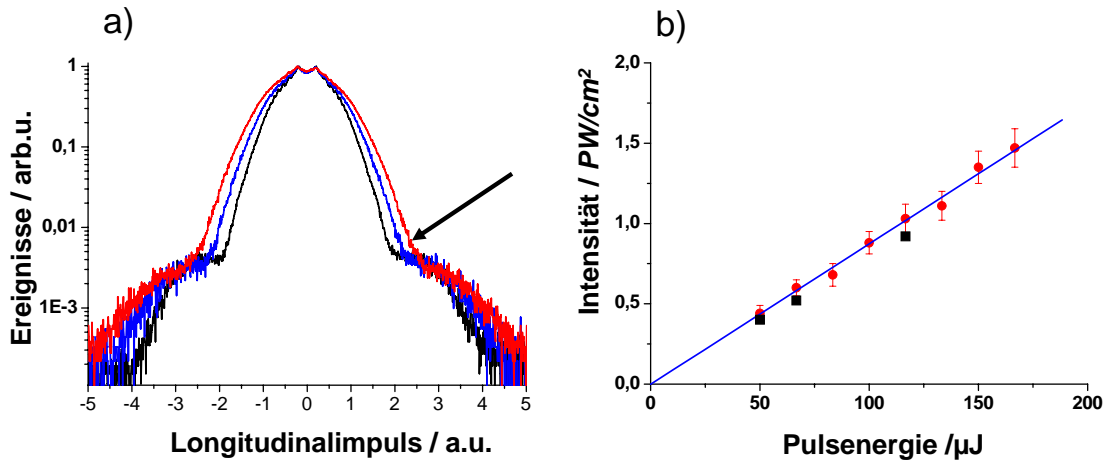 a)
Ereignisse / arb.u.
1
0,1
0,01
1E-3
-5 -4 -3 -2 -1 0 1 2 3 4 5
Longitudinalimpuls / a.u.
b)
Intensität / PW/cm²
2,0
1,5
1,0
0,5
0,0
0 50 100 150 200
Pulsenergie /µJ